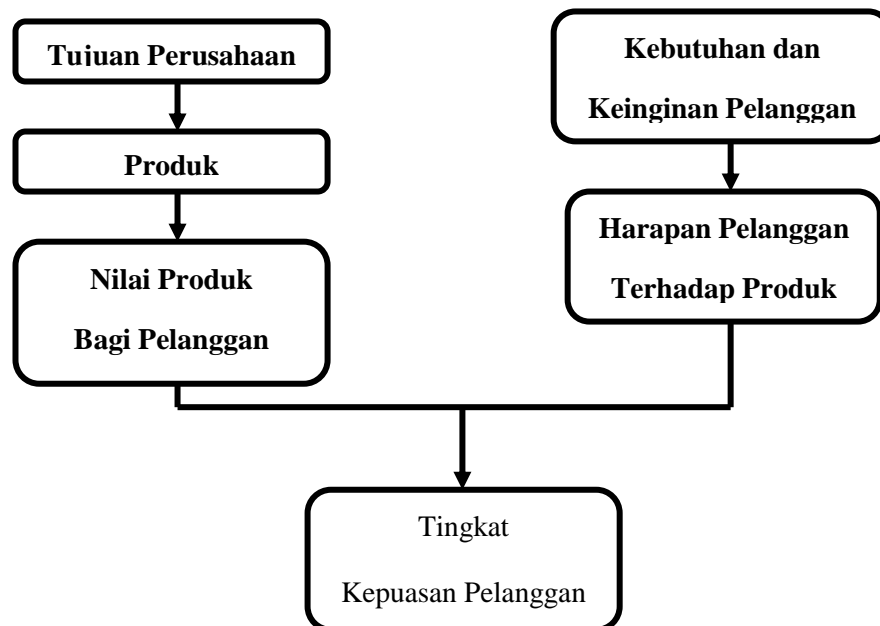 Tujuan Perusahaan
Produk
Nilai Produk
Bagi Pelanggan
Kebutuhan dan
Keinginan Pelanggan
Harapan Pelanggan
Terhadap Produk
Tingkat
Kepuasan Pelanggan